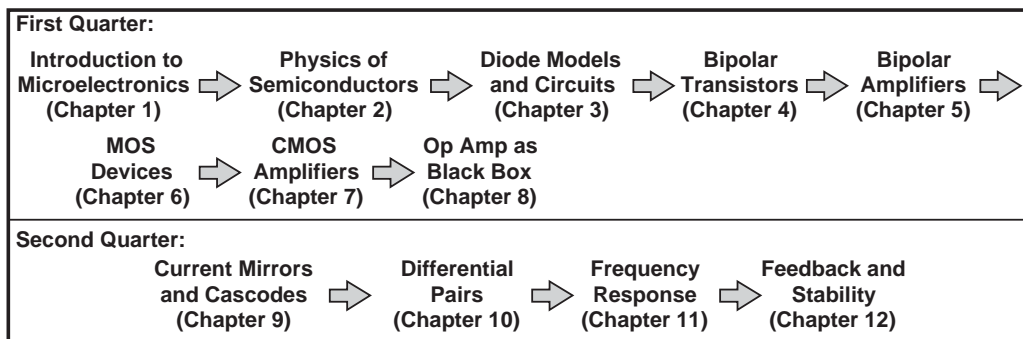 First Quarter:
Introduction to
Microelectronics
(Chapter 1)
Physics of
Semiconductors
(Chapter 2)
Diode Models
and Circuits
(Chapter 3)
Bipolar
Transistors
(Chapter 4)
Bipolar
Amplifiers
(Chapter 5)
MOS
Devices
(Chapter 6)
CMOS
Amplifiers
(Chapter 7)
Op Amp as
Black Box
(Chapter 8)
Second Quarter:
Current Mirrors
and Cascodes
(Chapter 9)
Differential
Pairs
(Chapter 10)
Frequency
Response
(Chapter 11)
Feedback and
Stability
(Chapter 12)